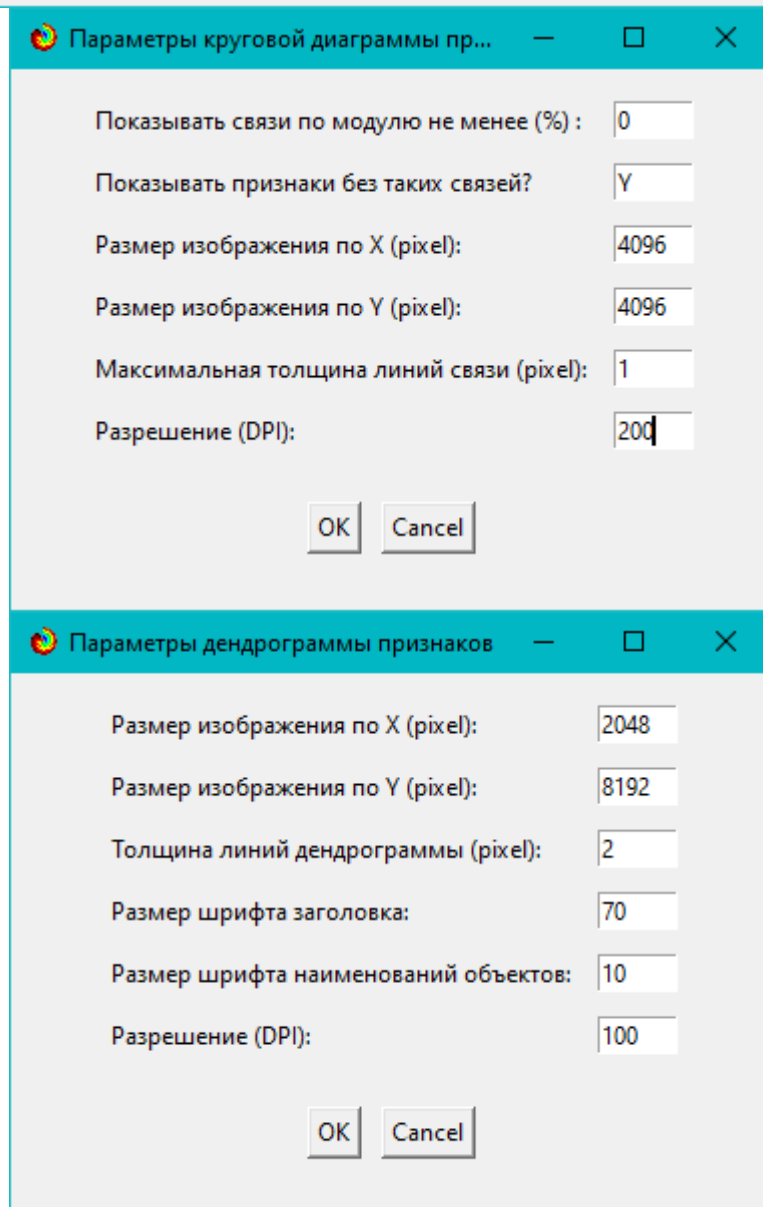 Параметры круговой диаграммы пр...
Показывать связи по модулю не менее (%) : 0
Показывать признаки без таких связей? Y
Размер изображения по X (pixel): 4096
Размер изображения по Y (pixel): 4096
Максимальная толщина линий связи (pixel): 1
Разрешение (DPI): 200
OK Cancel
Параметры дендрограммы признаков
Размер изображения по X (pixel): 2048
Размер изображения по Y (pixel): 8192
Толщина линий дендрограммы (pixel): 2
Размер шрифта заголовка: 70
Размер шрифта наименований объектов: 10
Разрешение (DPI): 100
OK Cancel